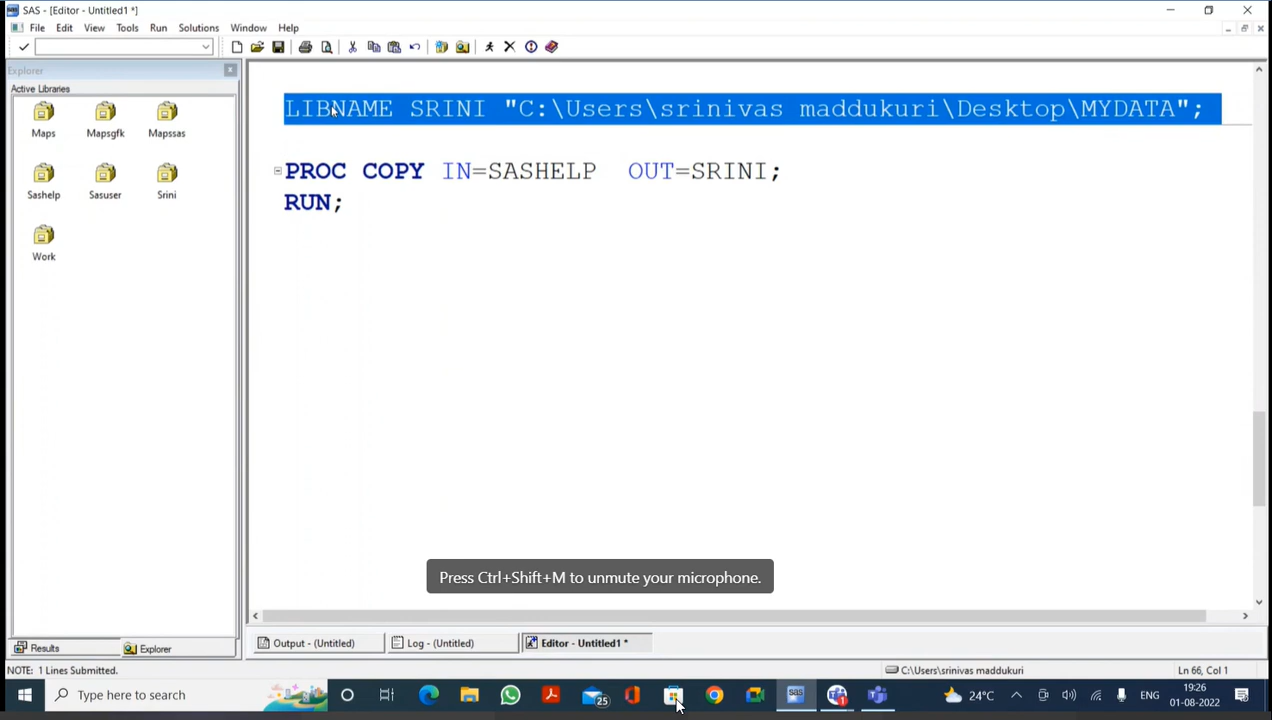 SAS - [Editor - Untitled1 *]
File Edit View Tools Run Solutions Window Help
Explorer
Active Libraries
Maps Mapsgfk Mapssas
Sashelp Sasuser Srini
Work
LIBNAME SRINI "C:\Users\srinivas maddukuri\Desktop\MYDATA";
PROC COPY IN=SASHELP OUT=SRINI;
RUN;
Press Ctrl+Shift+M to unmute your microphone.
Results Explorer
Output - (Untitled) Log - (Untitled) Editor - Untitled1 *
NOTE: 1 Lines Submitted. C:\Users\srinivas maddukuri Ln 66, Col 1
Type here to search 25 sas 1 24°C ENG 19:26
01-08-2022